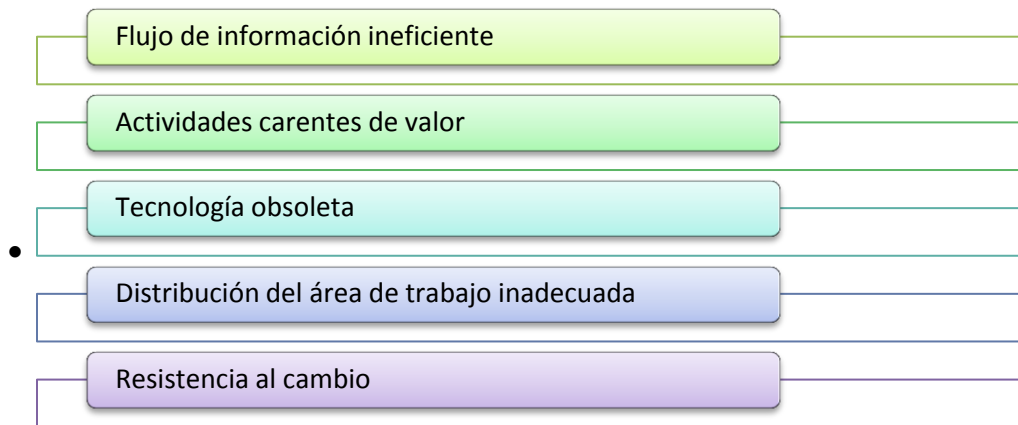 Flujo de información ineficiente
Actividades carentes de valor
Tecnología obsoleta
Distribución del área de trabajo inadecuada
Resistencia al cambio